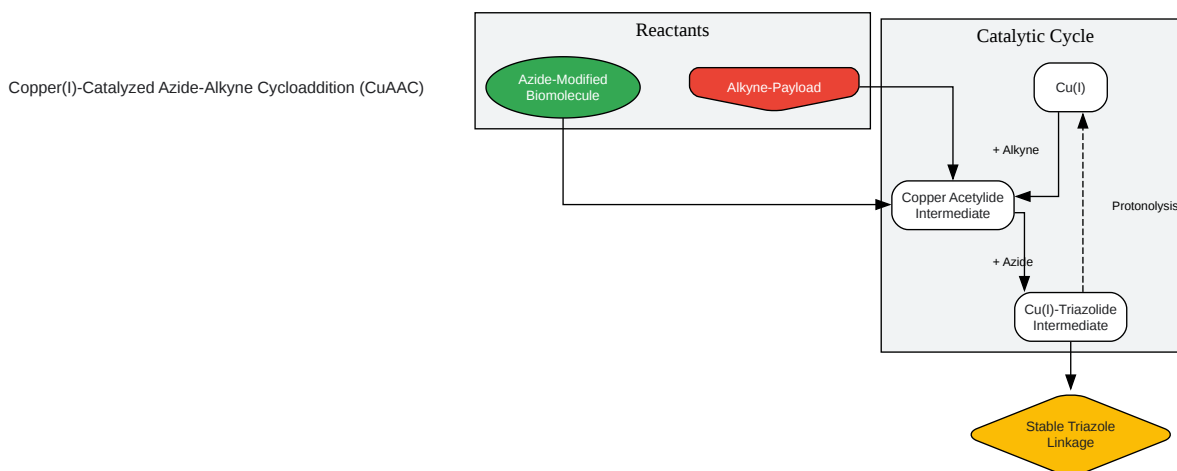 Copper(I)-Catalyzed Azide-Alkyne Cycloaddition (CuAAC)
Reactants
Azide-Modified
Biomolecule
Alkyne-Payload
Catalytic Cycle
Cu(I)
+ Alkyne
Copper Acetylide
Intermediate
Protonolysis
+ Azide
Cu(I)-Triazolide
Intermediate
Stable Triazole
Linkage